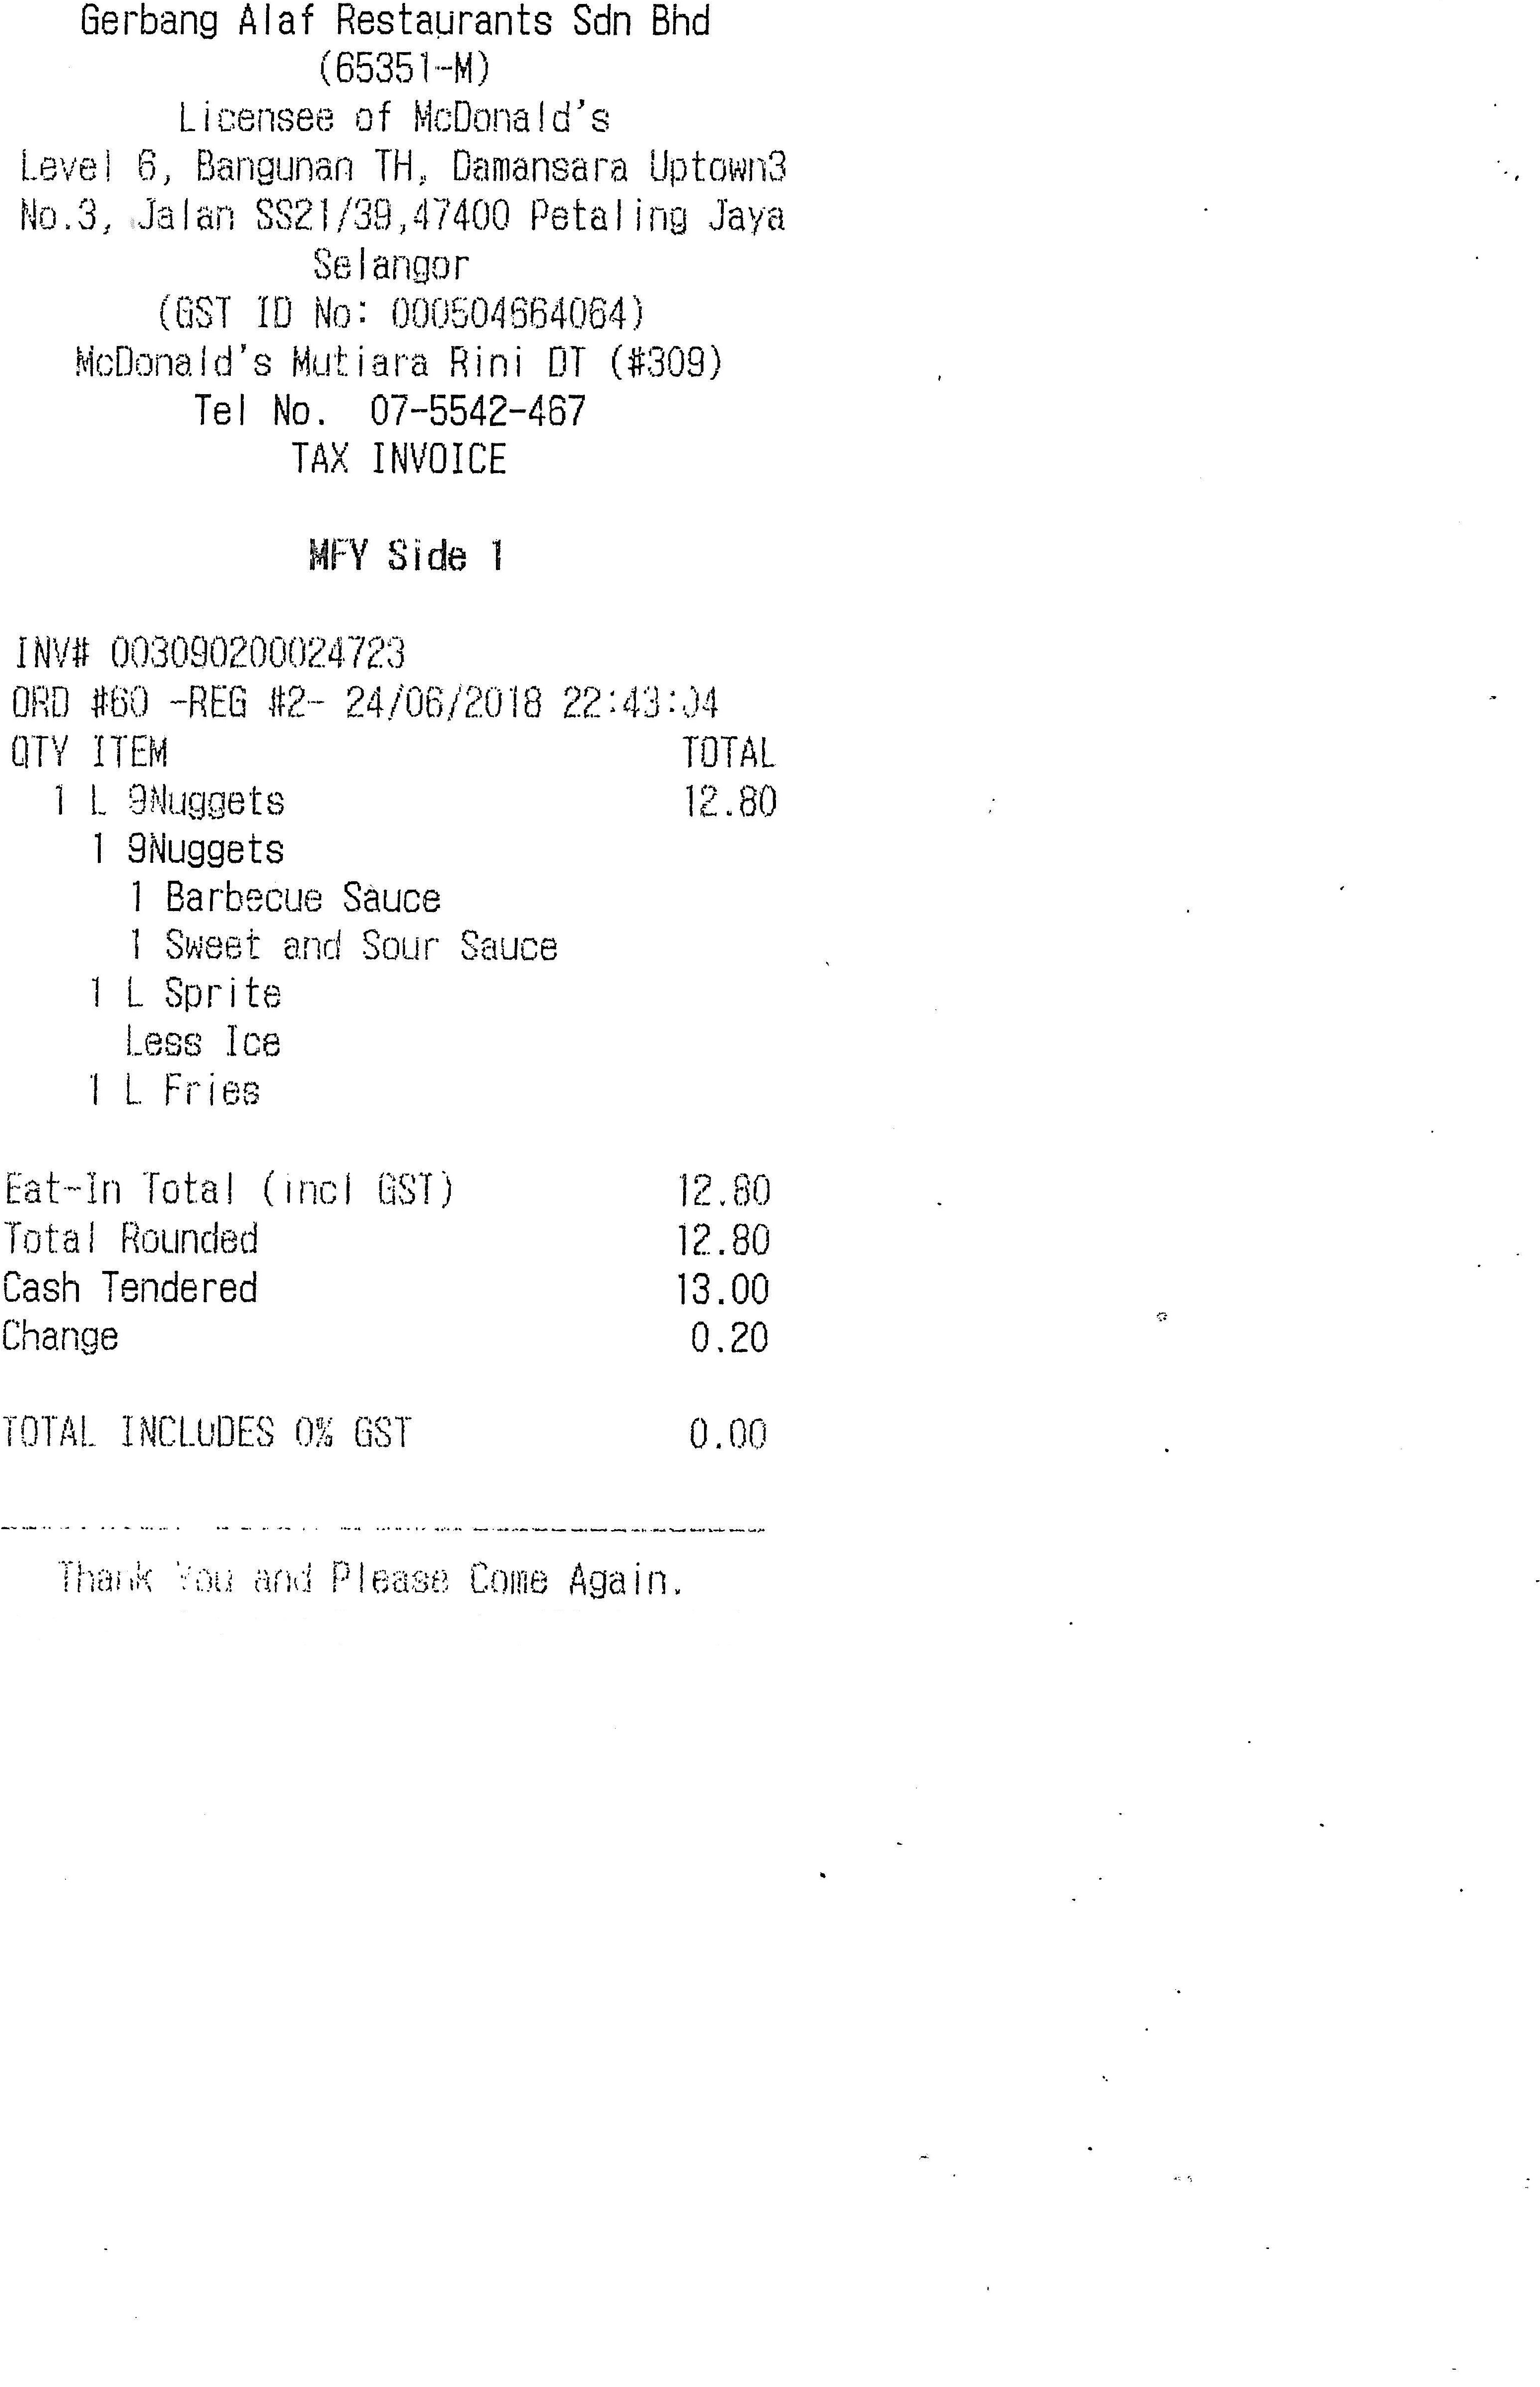 Gerbang Alaf Restaurants Sdn Bhd
(65351-M)
Licensee of McDonald's
Level 6, Bangunan TH, Damansara Uptown3
No.3, Jalan SS21/39,47400 Petaling Jaya
Selangor
(GST ID No: 000504664064)
McDonald's Mutiara Rini DT (#309)
Tel No. 07-5542-467
TAX INVOICE
MFY Side 1
INV# 003090200024723
ORD #60 -REG #2- 24/06/2018 22:43:04
QTY ITEM TOTAL
1 L 9Nuggets 12.80
1 9Nuggets
1 Barbecue Sauce
1 Sweet and Sour Sauce
1 L Sprite
Less Ice
1 L Fries
Eat-In Total (incl GST) 12.80
Total Rounded 12.80
Cash Tendered 13.00
Change 0.20
TOTAL INCLUDES 0% GST 0.00
Thank You and Please Come Again.